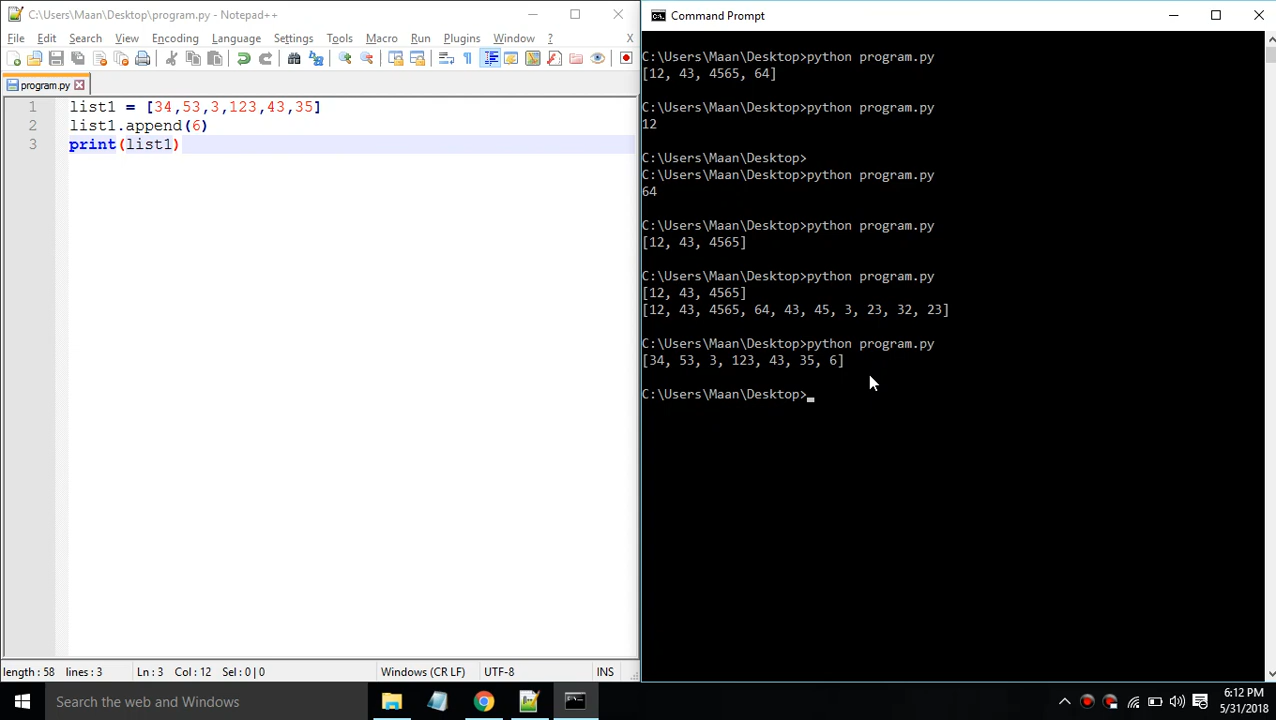 C:\Users\Maan\Desktop\program.py - Notepad++
File Edit Search View Encoding Language Settings Tools Macro Run Plugins Window ? X
program.py
1 list1 = [34,53,3,123,43,35]
2 list1.append(6)
3 print(list1)
length : 58 lines : 3 Ln : 3 Col : 12 Sel : 0 | 0 Windows (CR LF) UTF-8 INS
Command Prompt
C:\Users\Maan\Desktop>python program.py
[12, 43, 4565, 64]
C:\Users\Maan\Desktop>python program.py
12
C:\Users\Maan\Desktop>
C:\Users\Maan\Desktop>python program.py
64
C:\Users\Maan\Desktop>python program.py
[12, 43, 4565]
C:\Users\Maan\Desktop>python program.py
[12, 43, 4565]
[12, 43, 4565, 64, 43, 45, 3, 23, 32, 23]
C:\Users\Maan\Desktop>python program.py
[34, 53, 3, 123, 43, 35, 6]
C:\Users\Maan\Desktop>
Search the web and Windows
6:12 PM
5/31/2018